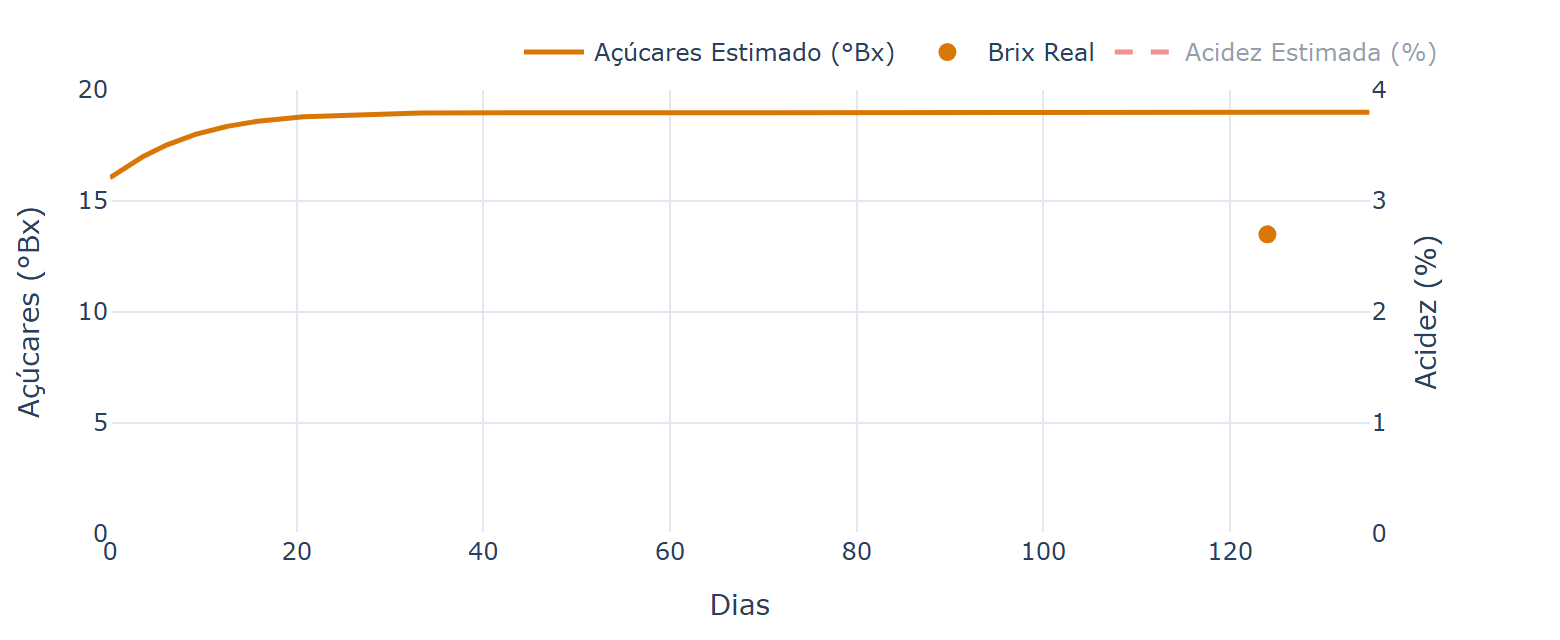 Açúcares Estimado (°Bx) Brix Real Acidez Estimada (%)
20 4
15 3
10 2
5 1
0 0
Açúcares (°Bx)
Acidez (%)
0 20 40 60 80 100 120
Dias